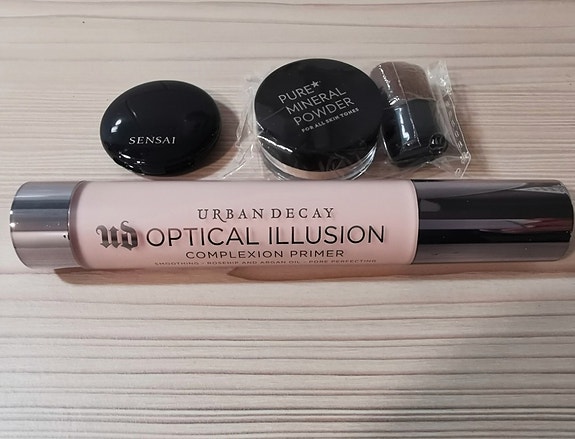 SENSAI
PURE★
MINERAL
POWDER
FOR ALL SKIN TONES
URBAN DECAY
UD OPTICAL ILLUSION
COMPLEXION PRIMER
SMOOTHING - ROSEHIP AND ARGAN OIL - PORE PERFECTING